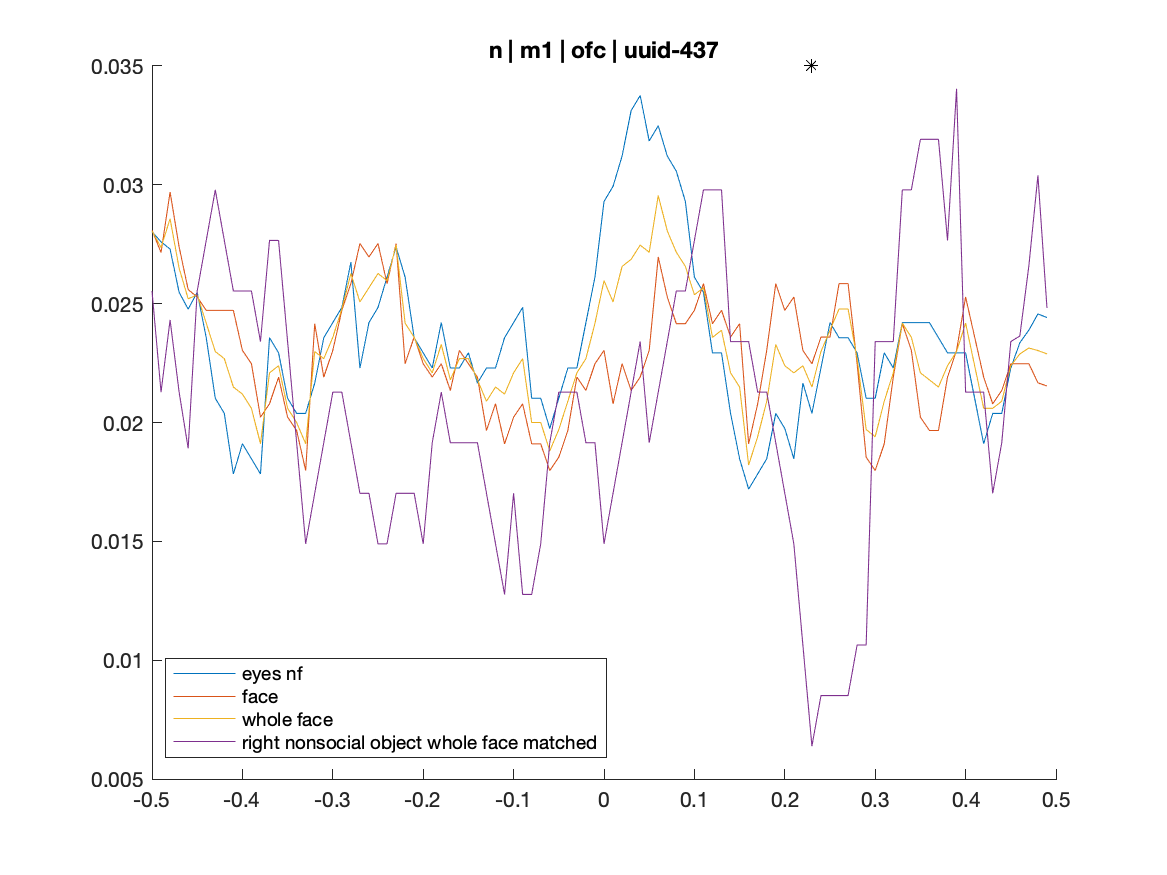 n | m1 | ofc | uuid-437
0.035
0.03
0.025
0.02
0.015
0.01
0.005
eyes nf
face
whole face
right nonsocial object whole face matched
-0.5 -0.4 -0.3 -0.2 -0.1 0 0.1 0.2 0.3 0.4 0.5